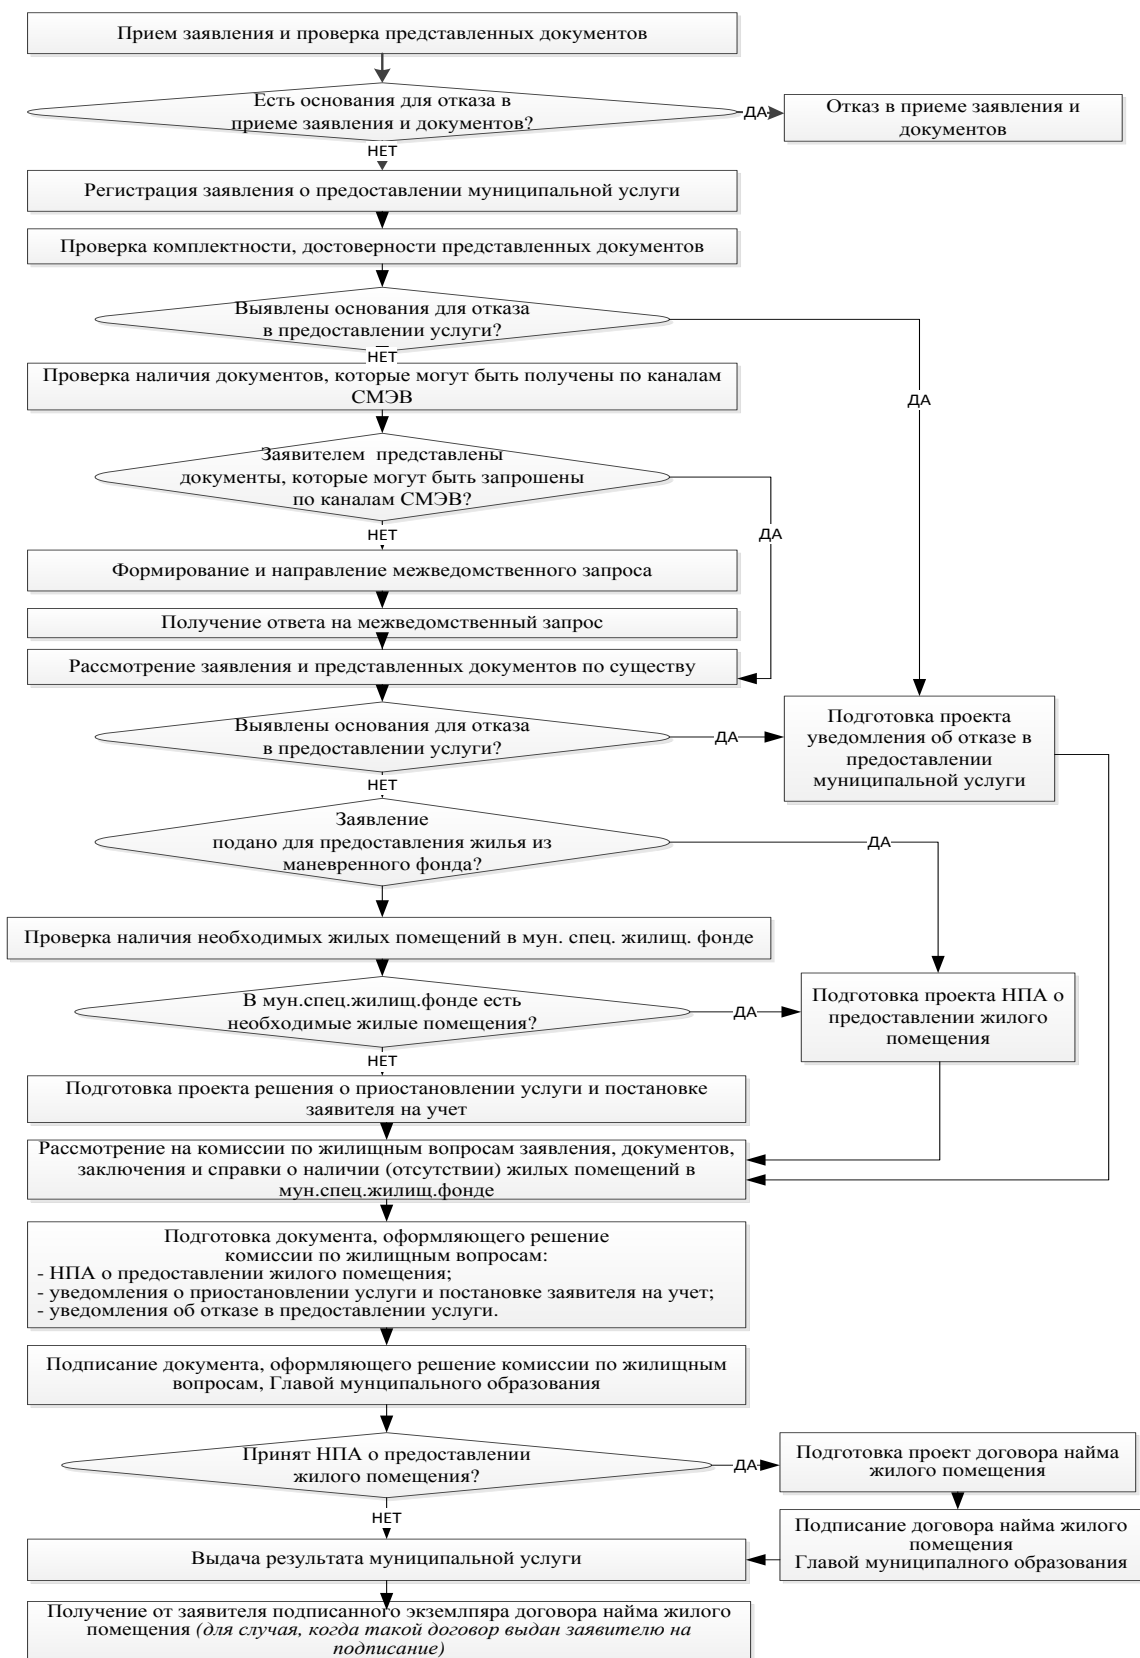 Прием заявления и проверка представленных документов
Есть основания для отказа в
приеме заявления и документов?
ДА
Отказ в приеме заявления и
документов
НЕТ
Регистрация заявления о предоставлении муниципальной услуги
Проверка комплектности, достоверности представленных документов
Выявлены основания для отказа
в предоставлении услуги?
НЕТ
ДА
Проверка наличия документов, которые могут быть получены по каналам
СМЭВ
Заявителем представлены
документы, которые могут быть запрошены
по каналам СМЭВ?
НЕТ
ДА
Формирование и направление межведомственного запроса
Получение ответа на межведомственный запрос
Рассмотрение заявления и представленных документов по существу
Выявлены основания для отказа
в предоставлении услуги?
ДА
Подготовка проекта
уведомления об отказе в
предоставлении
муниципальной услуги
НЕТ
Заявление
подано для предоставления жилья из
маневренного фонда?
ДА
Проверка наличия необходимых жилых помещений в мун. спец. жилищ. фонде
В мун.спец.жилищ.фонде есть
необходимые жилые помещения?
ДА
Подготовка проекта НПА о
предоставлении жилого
помещения
НЕТ
Подготовка проекта решения о приостановлении услуги и постановке
заявителя на учет
Рассмотрение на комиссии по жилищным вопросам заявления, документов,
заключения и справки о наличии (отсутствии) жилых помещений в
мун.спец.жилищ.фонде
Подготовка документа, оформляющего решение
комиссии по жилищным вопросам:
- НПА о предоставлении жилого помещения;
- уведомления о приостановлении услуги и постановке заявителя на учет;
- уведомления об отказе в предоставлении услуги.
Подписание документа, оформляющего решение комиссии по жилищным
вопросам, Главой мунципального образования
Принят НПА о предоставлении
жилого помещения?
ДА
Подготовка проект договора найма
жилого помещения
НЕТ
Подписание договора найма жилого
помещения
Главой муниципалного образования
Выдача результата муниципальной услуги
Получение от заявителя подписанного экземлпяра договора найма жилого
помещения (для случая, когда такой договор выдан заявителю на
подписание)